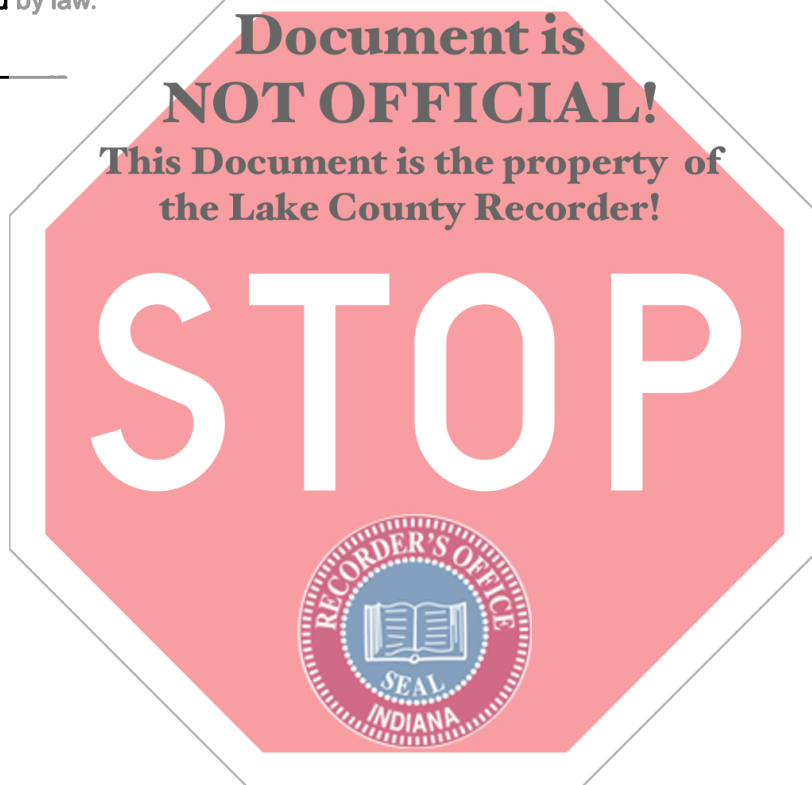 by law.
Document is
NOT OFFICIAL!
This Document is the property of
the Lake County Recorder!
STOP
RECORDER'S OFFICE
SEAL
INDIANA